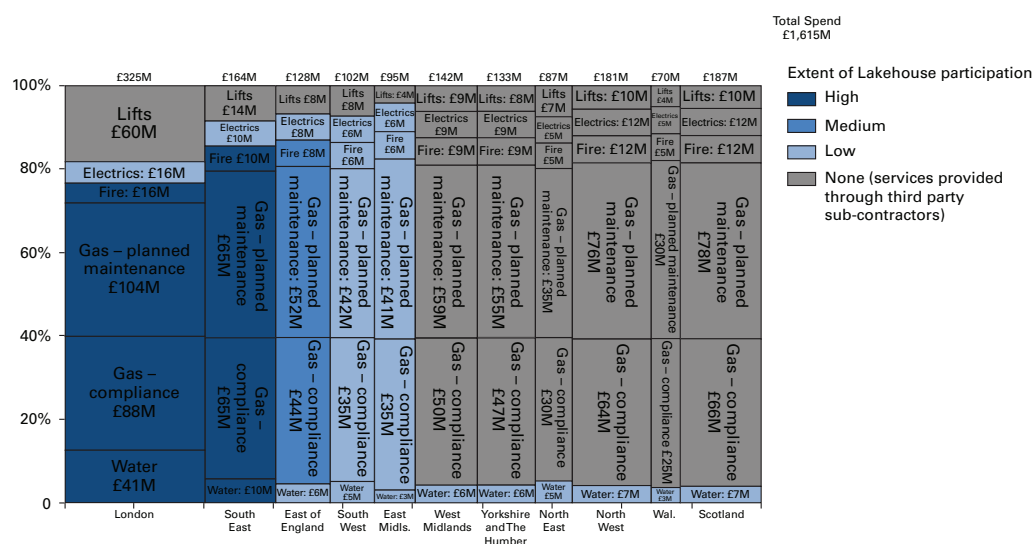 Total Spend
£1,615M
£325M
£164M
£128M
£102M
£95M
£142M
£133M
£87M
£181M
£70M
£187M
Extent of Lakehouse participation
High
Medium
Low
None (services provided
through third party
sub-contractors)
100%
80%
60%
40%
20%
0
Lifts
£60M
Electrics: £16M
Fire: £16M
Gas – planned
maintenance
£104M
Gas –
compliance
£88M
Water
£41M
London
Lifts
£14M
Electrics
£10M
Fire £10M
Gas – planned
maintenance
£65M
Gas –
compliance
£65M
Water: £10M
South
East
Lifts £8M
Electrics
£8M
Fire £8M
Gas – planned
maintenance: £52M
Gas – compliance
£44M
Water: £6M
East of
England
Lifts
£8M
Electrics
£6M
Fire
£6M
Gas – planned
maintenance: £42M
Gas – compliance
£35M
Water
£5M
South
West
Lifts: £4M
Electrics
£6M
Fire
£6M
Gas – planned
maintenance: £41M
Gas – compliance
£35M
Water: £3M
East
Midls.
Lifts: £9M
Electrics
£9M
Fire: £9M
Gas – planned
maintenance: £59M
Gas – compliance
£50M
Water: £6M
West
Midlands
Lifts: £8M
Electrics
£9M
Fire: £9M
Gas – planned
maintenance: £55M
Gas – compliance
£47M
Water: £6M
Yorkshire
and The
Humber
Lifts
£7M
Electrics
£5M
Fire
£5M
Gas – planned
maintenance: £35M
Gas – compliance
£30M
Water
£5M
North
East
Lifts: £10M
Electrics: £12M
Fire: £12M
Gas – planned
maintenance
£76M
Gas – compliance
£64M
Water: £7M
North
West
Lifts
£4M
Electrics
£5M
Fire
£5M
Gas – Planned maintenance
£30M
Gas – compliance £25M
Water
£3M
Wal.
Lifts: £10M
Electrics: £12M
Fire: £12M
Gas – planned
maintenance
£78M
Gas – compliance
£66M
Water: £7M
Scotland